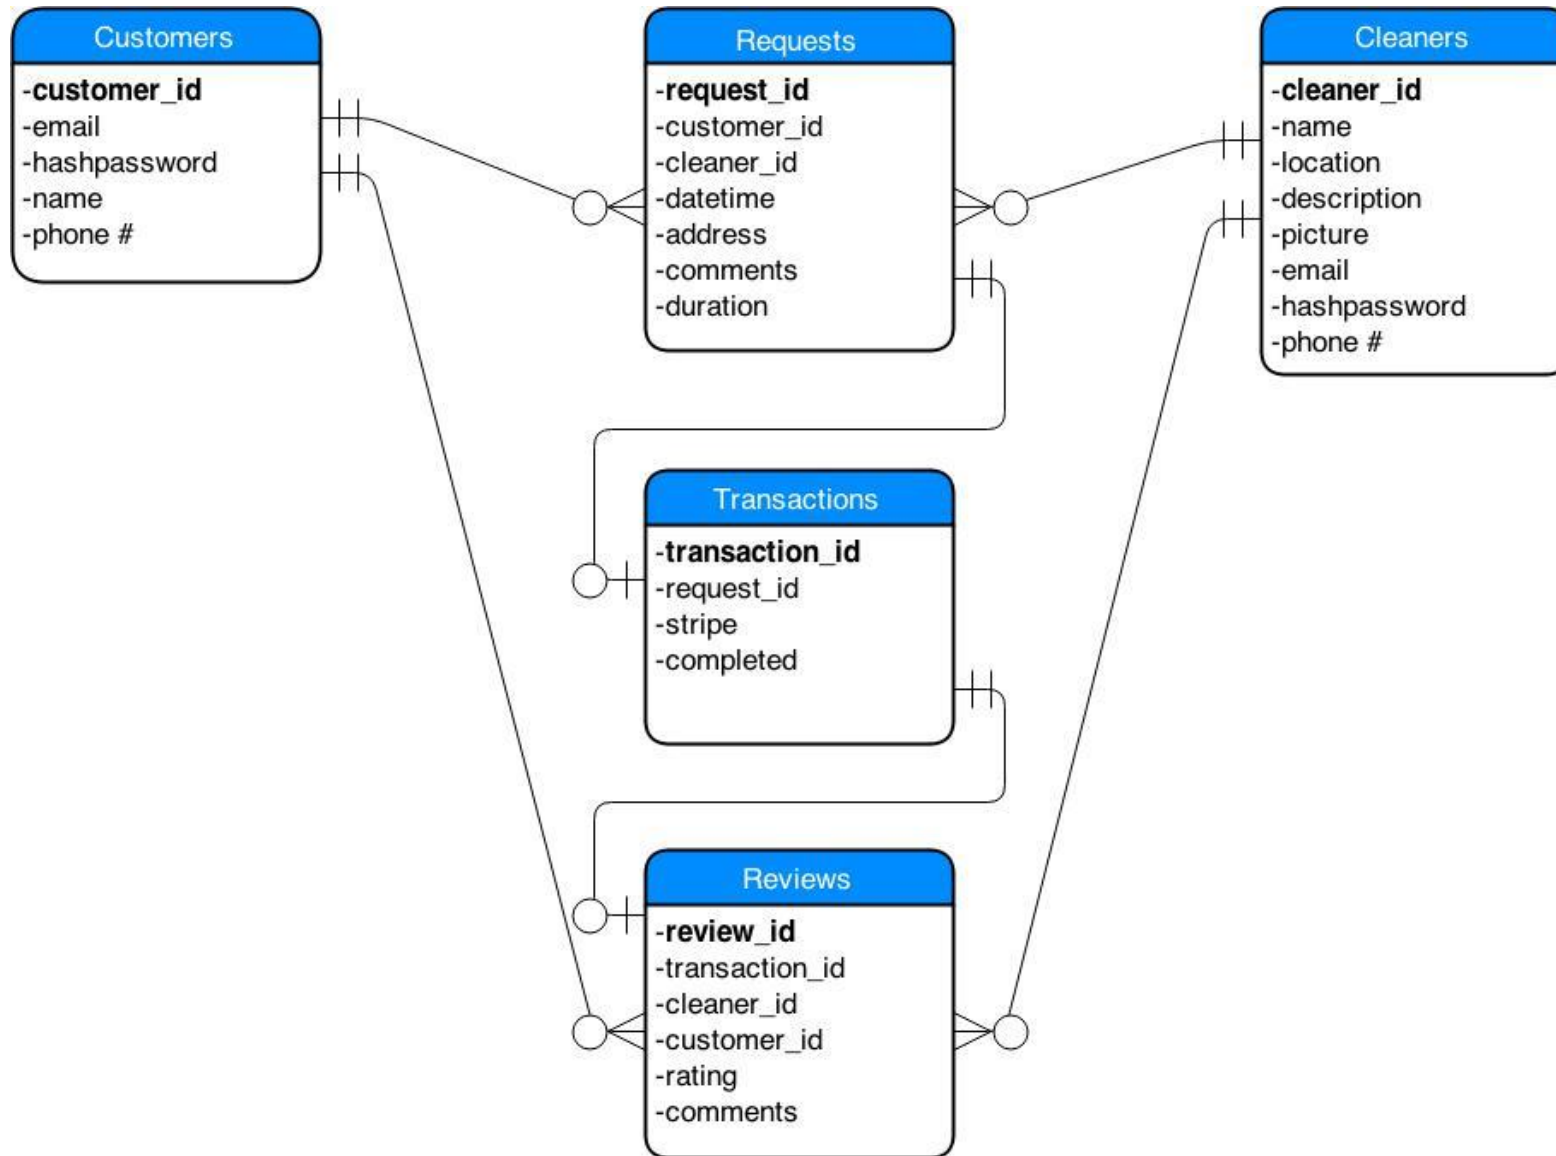 Customers
-customer_id
-email
-hashpassword
-name
-phone #
Requests
-request_id
-customer_id
-cleaner_id
-datetime
-address
-comments
-duration
Cleaners
-cleaner_id
-name
-location
-description
-picture
-email
-hashpassword
-phone #
Transactions
-transaction_id
-request_id
-stripe
-completed
Reviews
-review_id
-transaction_id
-cleaner_id
-customer_id
-rating
-comments